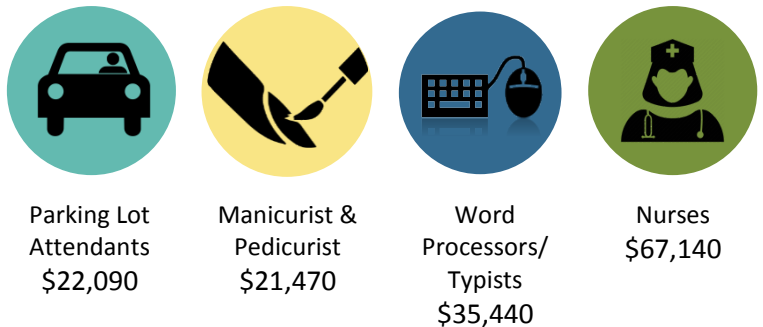 Parking Lot
Attendants
$22,090
Manicurist &
Pedicurist
$21,470
Word
Processors/
Typists
$35,440
Nurses
$67,140